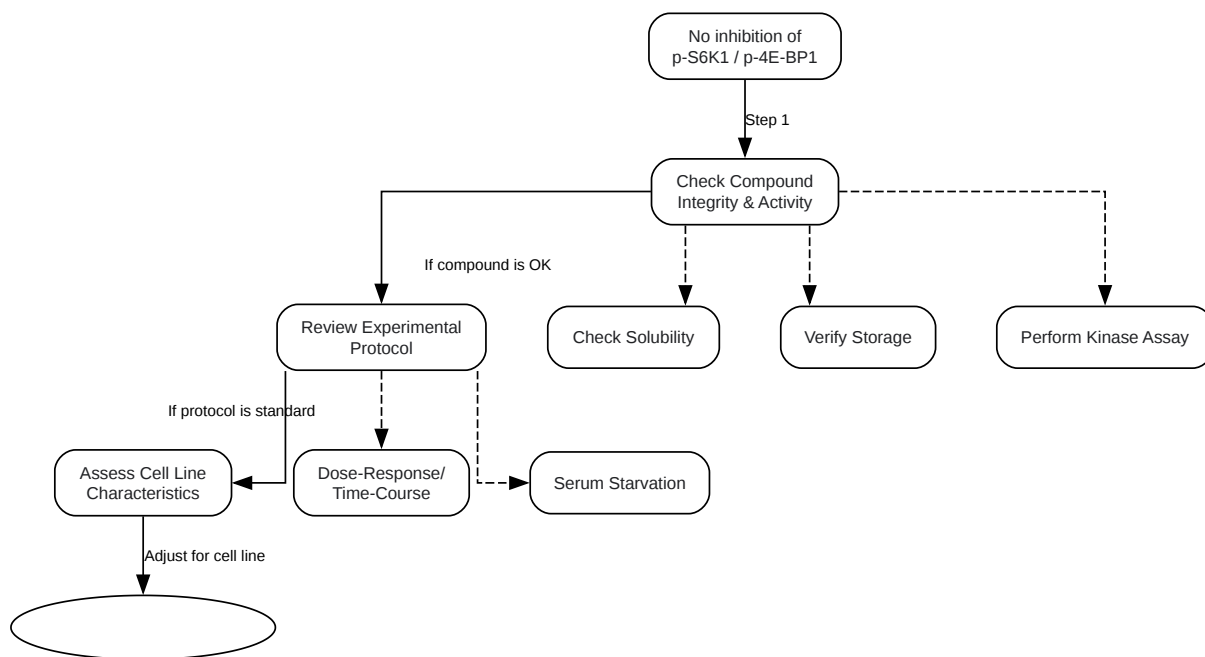 No inhibition of
p-S6K1 / p-4E-BP1
Step 1
Check Compound
Integrity & Activity
If compound is OK
Review Experimental
Protocol
Check Solubility
Verify Storage
Perform Kinase Assay
If protocol is standard
Assess Cell Line
Characteristics
Dose-Response/
Time-Course
Serum Starvation
Adjust for cell line